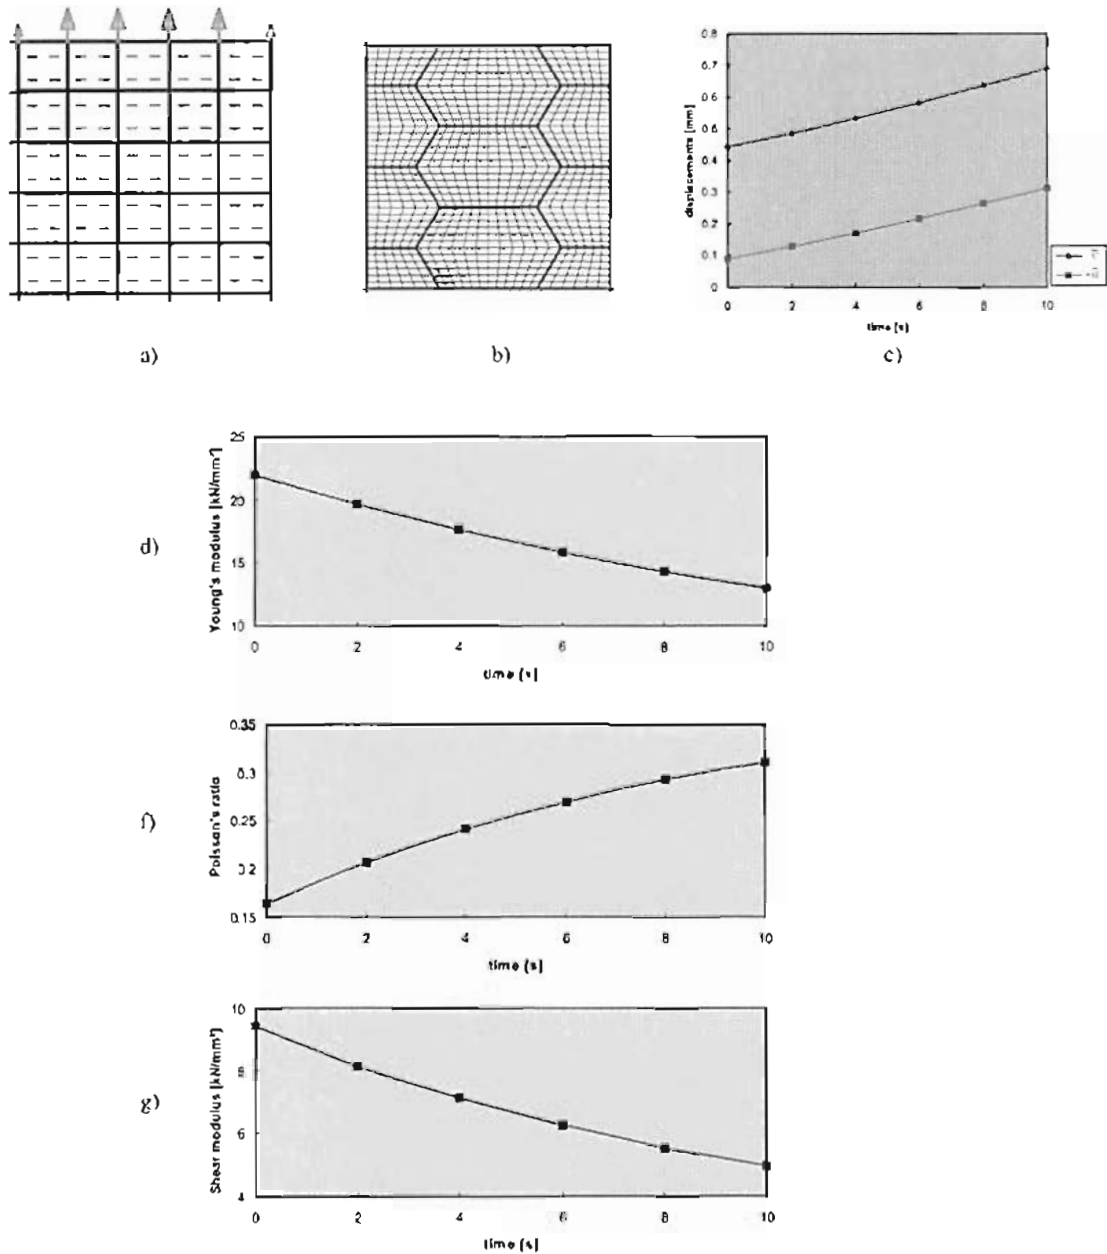 a)
b)
0.8
0.7
0.6
0.5
0.4
0.3
0.2
0.1
0
displacements [mm]
0 2 4 6 8 10
time [s]
c)
d)
25
20
15
10
Young's modulus [kN/mm²]
0 2 4 6 8 10
time [s]
f)
0.35
0.3
0.25
0.2
0.15
Poisson's ratio
0 2 4 6 8 10
time [s]
g)
10
8
6
4
Shear modulus [kN/mm²]
0 2 4 6 8 10
time [s]